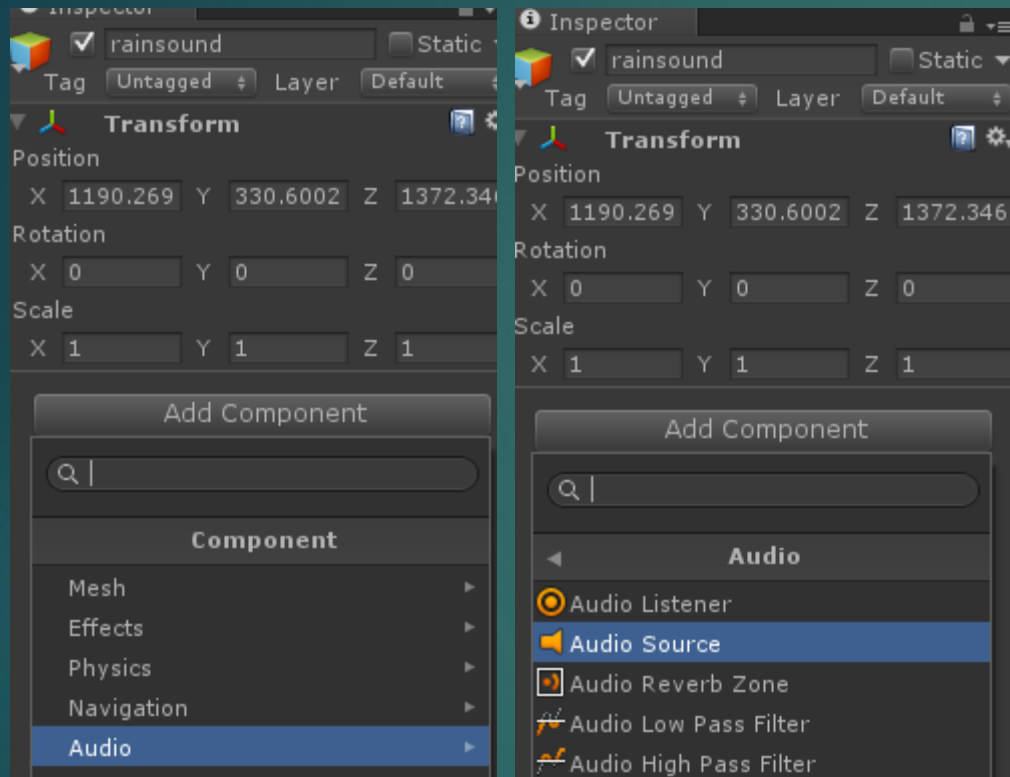 Inspector
rainsound Static
Tag Untagged Layer Default
Transform
Position
X 1190.269 Y 330.6002 Z 1372.34
Rotation
X 0 Y 0 Z 0
Scale
X 1 Y 1 Z 1
Add Component
Component
Mesh
Effects
Physics
Navigation
Audio
Inspector
rainsound Static
Tag Untagged Layer Default
Transform
Position
X 1190.269 Y 330.6002 Z 1372.346
Rotation
X 0 Y 0 Z 0
Scale
X 1 Y 1 Z 1
Add Component
Audio
Audio Listener
Audio Source
Audio Reverb Zone
Audio Low Pass Filter
Audio High Pass Filter